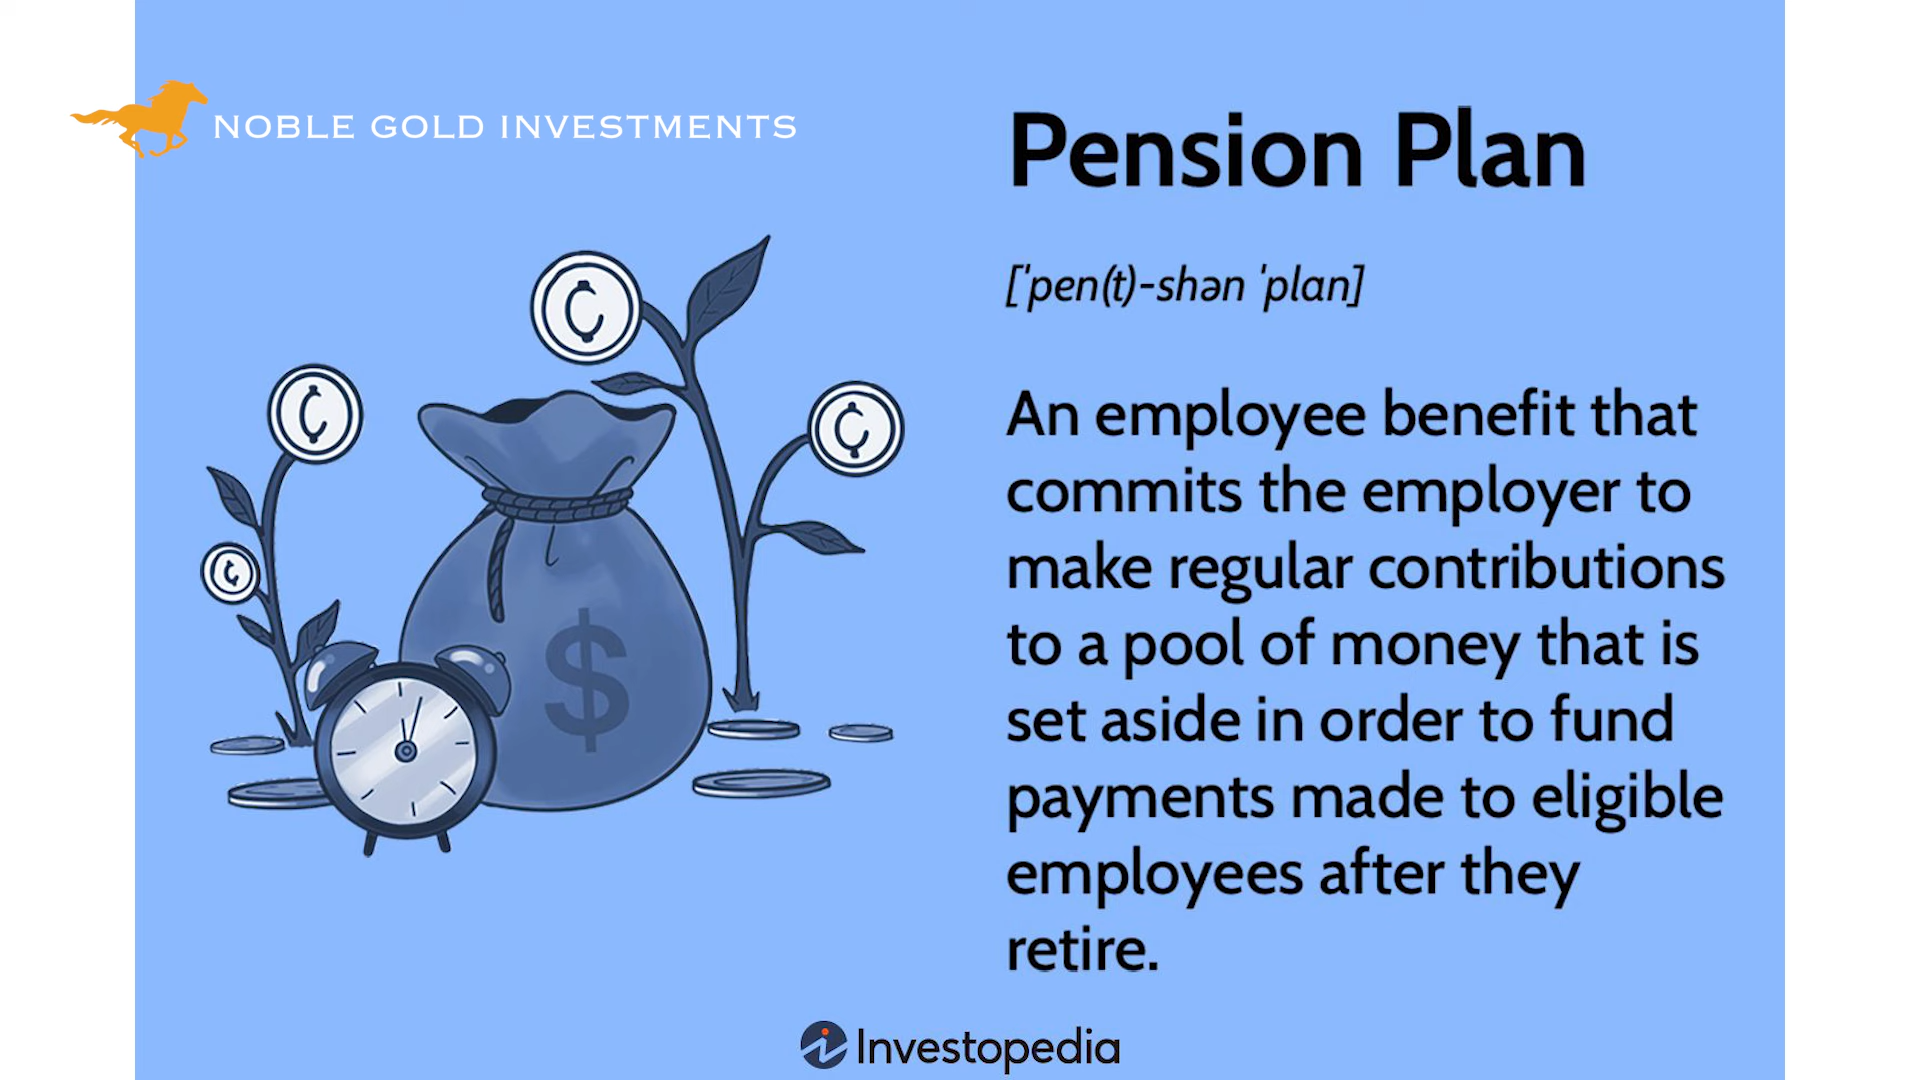 NOBLE GOLD INVESTMENTS
Pension Plan
['pen(t)-shən 'plan]
An employee benefit that
commits the employer to
make regular contributions
to a pool of money that is
set aside in order to fund
payments made to eligible
employees after they
retire.
$
Investopedia